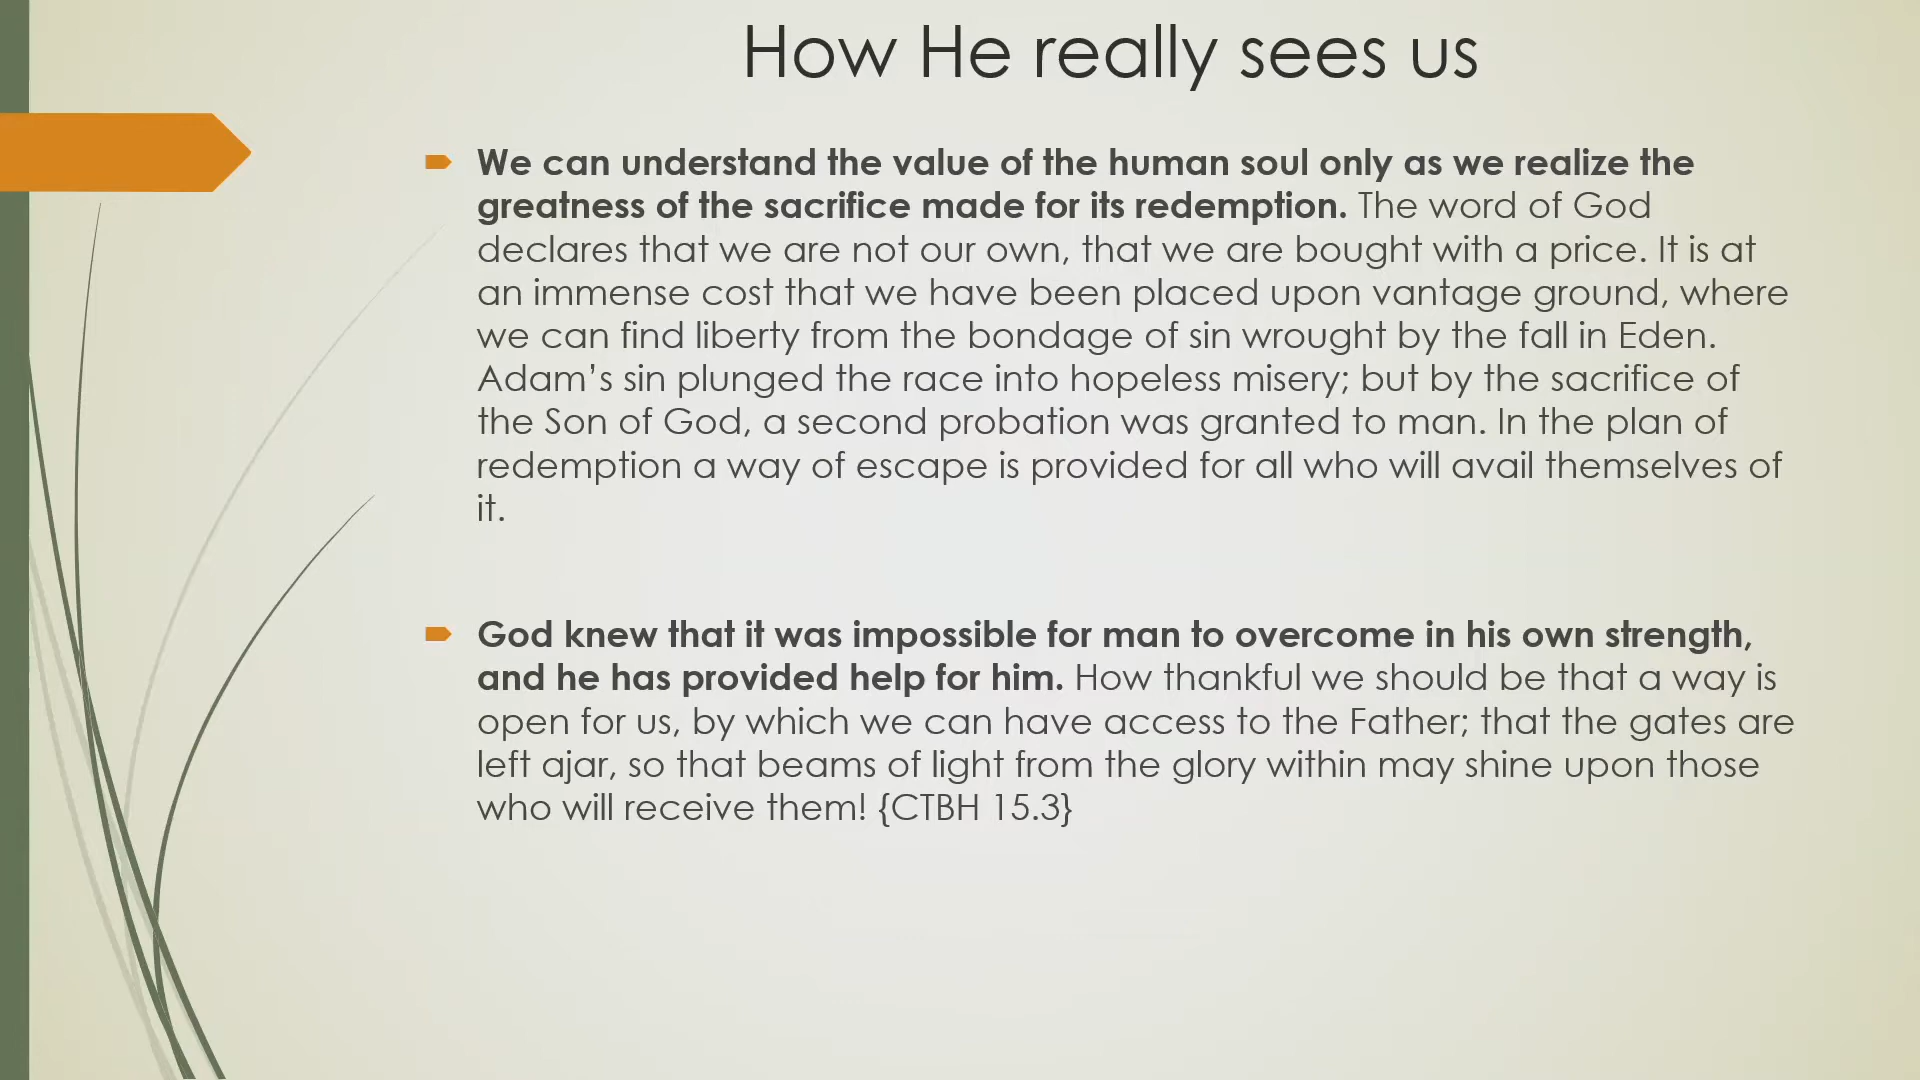 How He really sees us
We can understand the value of the human soul only as we realize the
greatness of the sacrifice made for its redemption. The word of God
declares that we are not our own, that we are bought with a price. It is at
an immense cost that we have been placed upon vantage ground, where
we can find liberty from the bondage of sin wrought by the fall in Eden.
Adam’s sin plunged the race into hopeless misery; but by the sacrifice of
the Son of God, a second probation was granted to man. In the plan of
redemption a way of escape is provided for all who will avail themselves of
it.
God knew that it was impossible for man to overcome in his own strength,
and he has provided help for him. How thankful we should be that a way is
open for us, by which we can have access to the Father; that the gates are
left ajar, so that beams of light from the glory within may shine upon those
who will receive them! {CTBH 15.3}